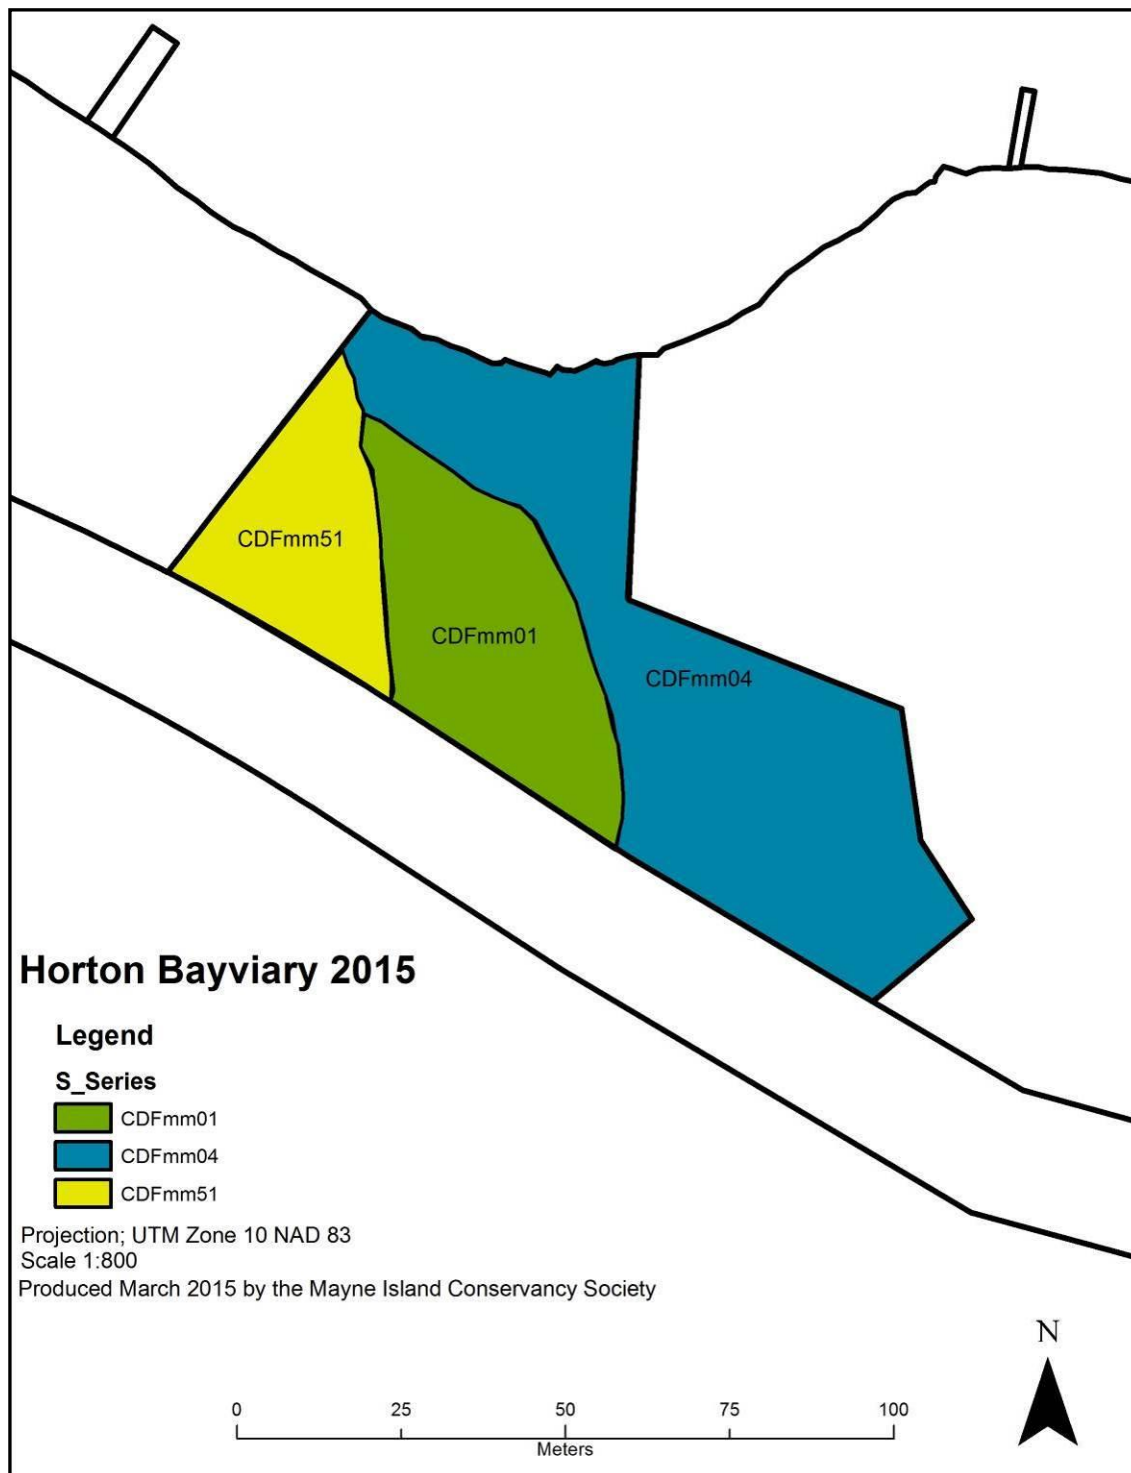 CDFmm51
CDFmm01
CDFmm04
Horton Bayviary 2015
Legend
S_Series
CDFmm01
CDFmm04
CDFmm51
Projection; UTM Zone 10 NAD 83
Scale 1:800
Produced March 2015 by the Mayne Island Conservancy Society
N
0 25 50 75 100
Meters